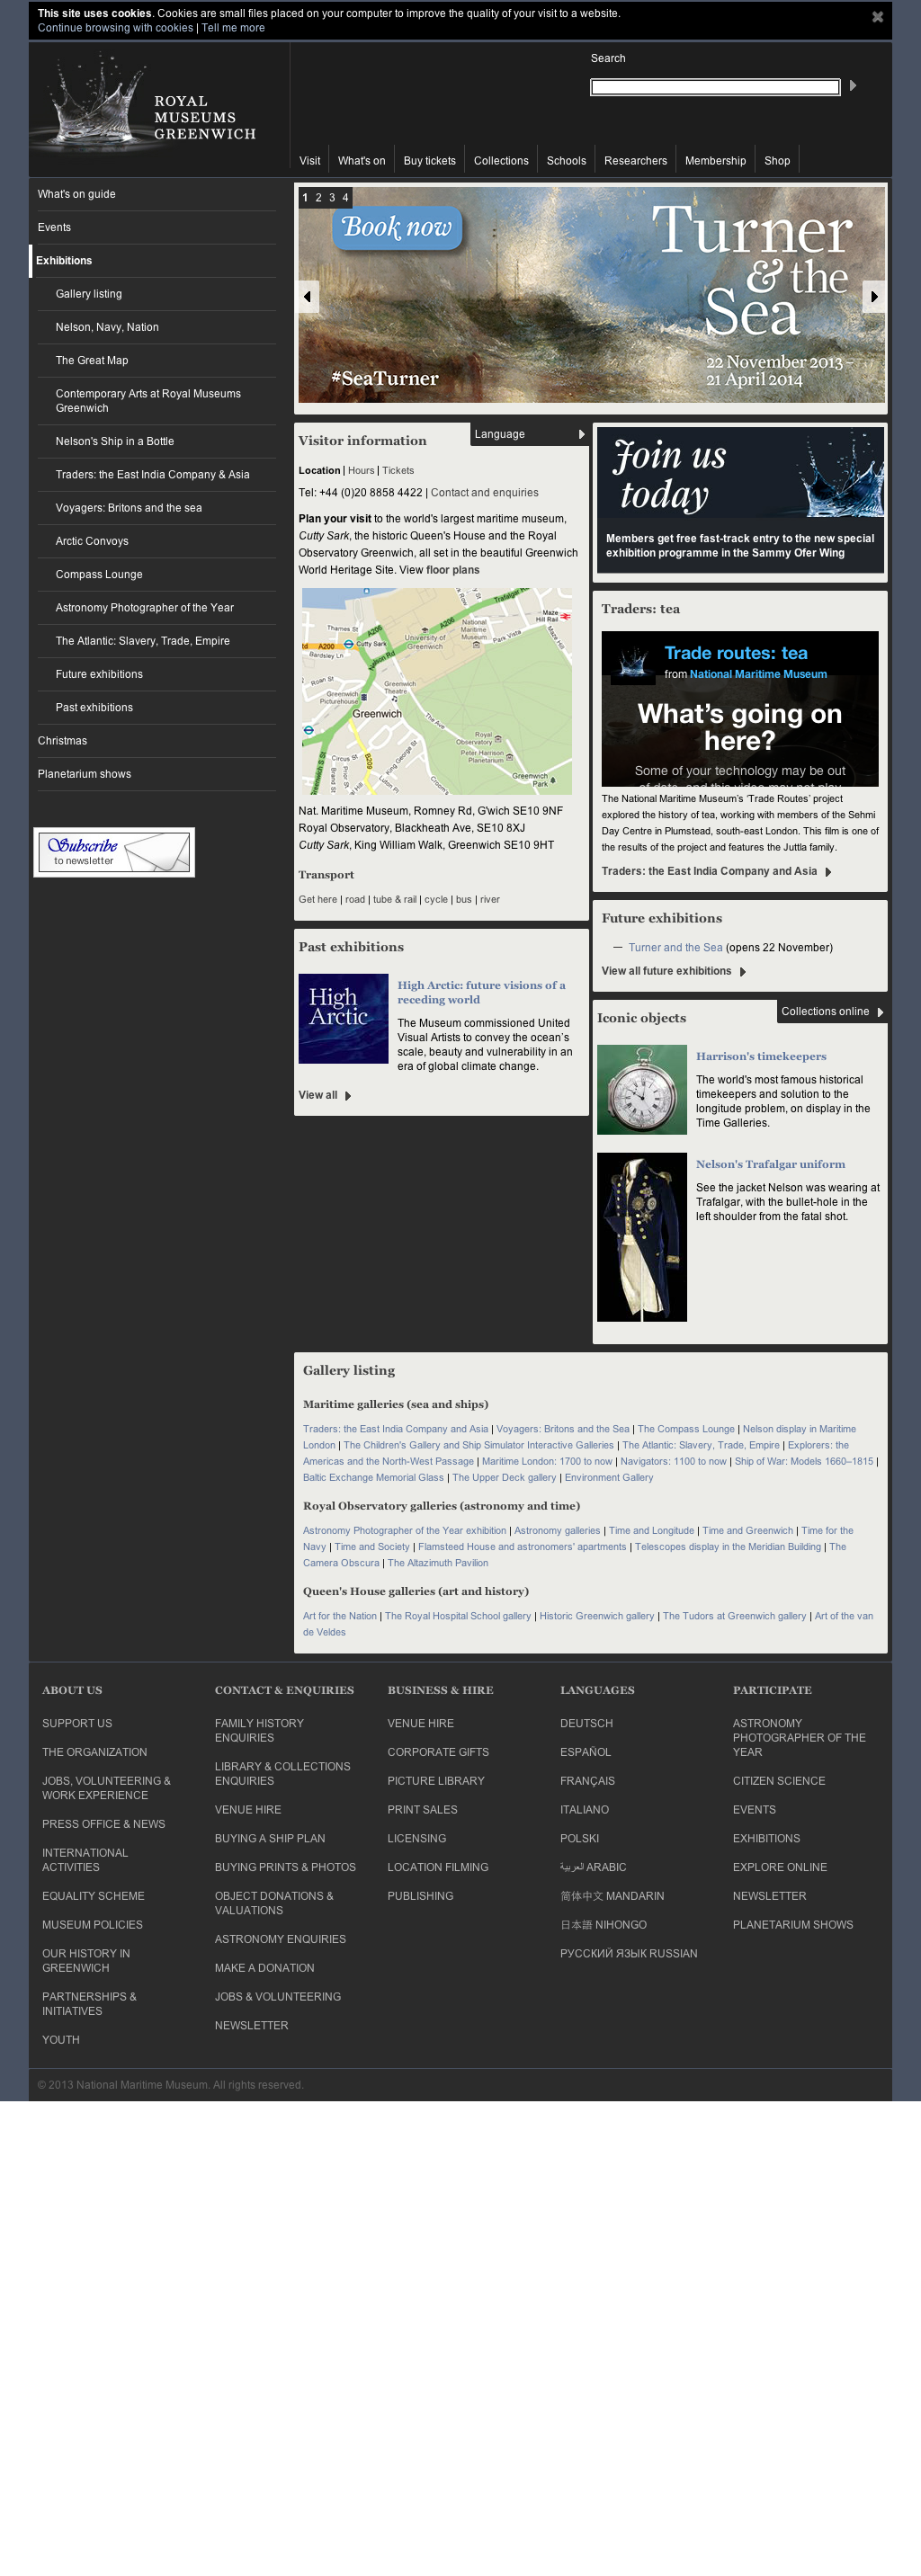 This site uses cookies. Cookies are small files placed on your computer to improve the quality of your visit to a website.
Continue browsing with cookies | Tell me more
ROYAL
MUSEUMS
GREENWICH
Search
Visit
What's on
Buy tickets
Collections
Schools
Researchers
Membership
Shop
What's on guide
Events
Exhibitions
Gallery listing
Nelson, Navy, Nation
The Great Map
Contemporary Arts at Royal Museums
Greenwich
Nelson's Ship in a Bottle
Traders: the East India Company & Asia
Voyagers: Britons and the sea
Arctic Convoys
Compass Lounge
Astronomy Photographer of the Year
The Atlantic: Slavery, Trade, Empire
Future exhibitions
Past exhibitions
Christmas
Planetarium shows
Subscribe
to newsletter
1 2 3 4
Book now
Turner
& the
Sea
#SeaTurner
22 November 2013 –
21 April 2014
Visitor information
Language
Location | Hours | Tickets
Tel: +44 (0)20 8858 4422 | Contact and enquiries
Plan your visit to the world's largest maritime museum,
Cutty Sark, the historic Queen's House and the Royal
Observatory Greenwich, all set in the beautiful Greenwich
World Heritage Site. View floor plans
Thames St
A200
Cutty Sark
Bardsley Ln
A206
Nelson Rd
University of
Greenwich
National
Maritime
Museum
Trafalgar Rd
Maze
Hill Rail
Park Vista
Roan St
Greenwich
Picturehouse
Greenwich
Theatre
Greenwich
The Ave
Royal
Observatory
Peter Harrison
Planetarium
Circus St
Royal Hill
B209
Greenwich
Park
Nat. Maritime Museum, Romney Rd, G'wich SE10 9NF
Royal Observatory, Blackheath Ave, SE10 8XJ
Cutty Sark, King William Walk, Greenwich SE10 9HT
Transport
Get here | road | tube & rail | cycle | bus | river
Past exhibitions
High
Arctic
High Arctic: future visions of a
receding world
The Museum commissioned United
Visual Artists to convey the ocean's
scale, beauty and vulnerability in an
era of global climate change.
View all
Join us
today
Members get free fast-track entry to the new special
exhibition programme in the Sammy Ofer Wing
Traders: tea
Trade routes: tea
from National Maritime Museum
What's going on
here?
Some of your technology may be out
of date, and this video may not play
The National Maritime Museum's 'Trade Routes' project
explored the history of tea, working with members of the Sehmi
Day Centre in Plumstead, south-east London. This film is one of
the results of the project and features the Juttla family.
Traders: the East India Company and Asia
Future exhibitions
— Turner and the Sea (opens 22 November)
View all future exhibitions
Iconic objects
Collections online
Harrison's timekeepers
The world's most famous historical
timekeepers and solution to the
longitude problem, on display in the
Time Galleries.
Nelson's Trafalgar uniform
See the jacket Nelson was wearing at
Trafalgar, with the bullet-hole in the
left shoulder from the fatal shot.
Gallery listing
Maritime galleries (sea and ships)
Traders: the East India Company and Asia | Voyagers: Britons and the Sea | The Compass Lounge | Nelson display in Maritime
London | The Children's Gallery and Ship Simulator Interactive Galleries | The Atlantic: Slavery, Trade, Empire | Explorers: the
Americas and the North-West Passage | Maritime London: 1700 to now | Navigators: 1100 to now | Ship of War: Models 1660–1815 |
Baltic Exchange Memorial Glass | The Upper Deck gallery | Environment Gallery
Royal Observatory galleries (astronomy and time)
Astronomy Photographer of the Year exhibition | Astronomy galleries | Time and Longitude | Time and Greenwich | Time for the
Navy | Time and Society | Flamsteed House and astronomers' apartments | Telescopes display in the Meridian Building | The
Camera Obscura | The Altazimuth Pavilion
Queen's House galleries (art and history)
Art for the Nation | The Royal Hospital School gallery | Historic Greenwich gallery | The Tudors at Greenwich gallery | Art of the van
de Veldes
ABOUT US
SUPPORT US
THE ORGANIZATION
JOBS, VOLUNTEERING &
WORK EXPERIENCE
PRESS OFFICE & NEWS
INTERNATIONAL
ACTIVITIES
EQUALITY SCHEME
MUSEUM POLICIES
OUR HISTORY IN
GREENWICH
PARTNERSHIPS &
INITIATIVES
YOUTH
CONTACT & ENQUIRIES
FAMILY HISTORY
ENQUIRIES
LIBRARY & COLLECTIONS
ENQUIRIES
VENUE HIRE
BUYING A SHIP PLAN
BUYING PRINTS & PHOTOS
OBJECT DONATIONS &
VALUATIONS
ASTRONOMY ENQUIRIES
MAKE A DONATION
JOBS & VOLUNTEERING
NEWSLETTER
BUSINESS & HIRE
VENUE HIRE
CORPORATE GIFTS
PICTURE LIBRARY
PRINT SALES
LICENSING
LOCATION FILMING
PUBLISHING
LANGUAGES
DEUTSCH
ESPAÑOL
FRANÇAIS
ITALIANO
POLSKI
العربية ARABIC
简体中文 MANDARIN
日本語 NIHONGO
РУССКИЙ ЯЗЫК RUSSIAN
PARTICIPATE
ASTRONOMY
PHOTOGRAPHER OF THE
YEAR
CITIZEN SCIENCE
EVENTS
EXHIBITIONS
EXPLORE ONLINE
NEWSLETTER
PLANETARIUM SHOWS
© 2013 National Maritime Museum. All rights reserved.